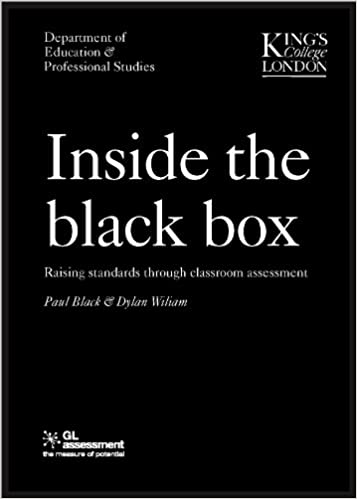 Department of
Education &
Professional Studies
KING'S
College
LONDON
Inside the
black box
Raising standards through classroom assessment
Paul Black & Dylan Wiliam
GL
assessment
the measure of potential